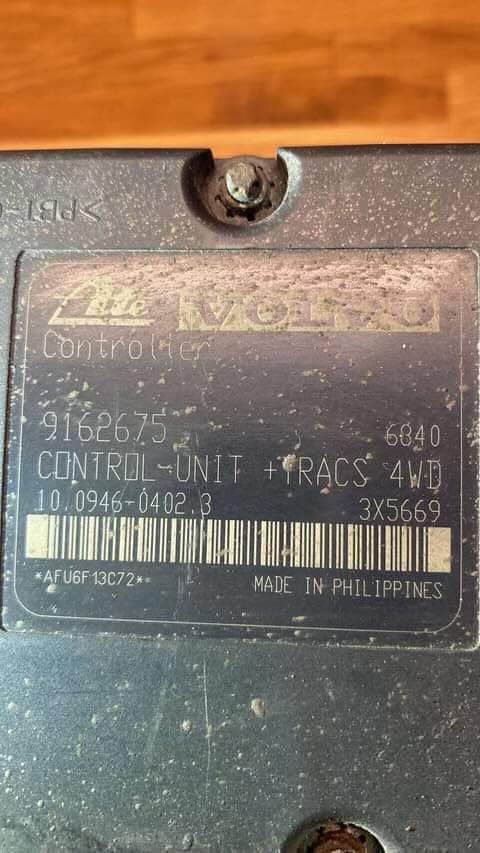 Ate VOLVO
Controller
9162675 6840
CONTROL-UNIT +TRACS 4WD
10.0946-0402.3 3X5669
*AFU6F13C72*
MADE IN PHILIPPINES